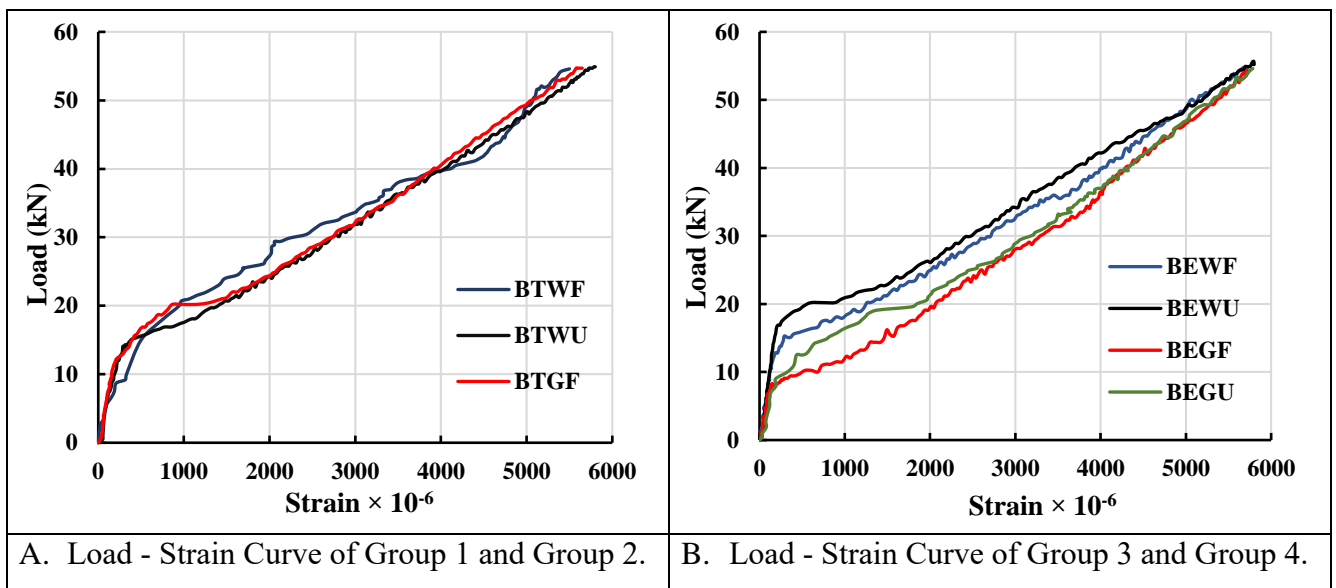 60
50
40
30
20
10
0
Load (kN)
BTWF
BTWU
BTGF
0 1000 2000 3000 4000 5000 6000
Strain × 10⁻⁶
60
50
40
30
20
10
0
Load (kN)
BEWF
BEWU
BEGF
BEGU
0 1000 2000 3000 4000 5000 6000
Strain × 10⁻⁶
A. Load - Strain Curve of Group 1 and Group 2.
B. Load - Strain Curve of Group 3 and Group 4.